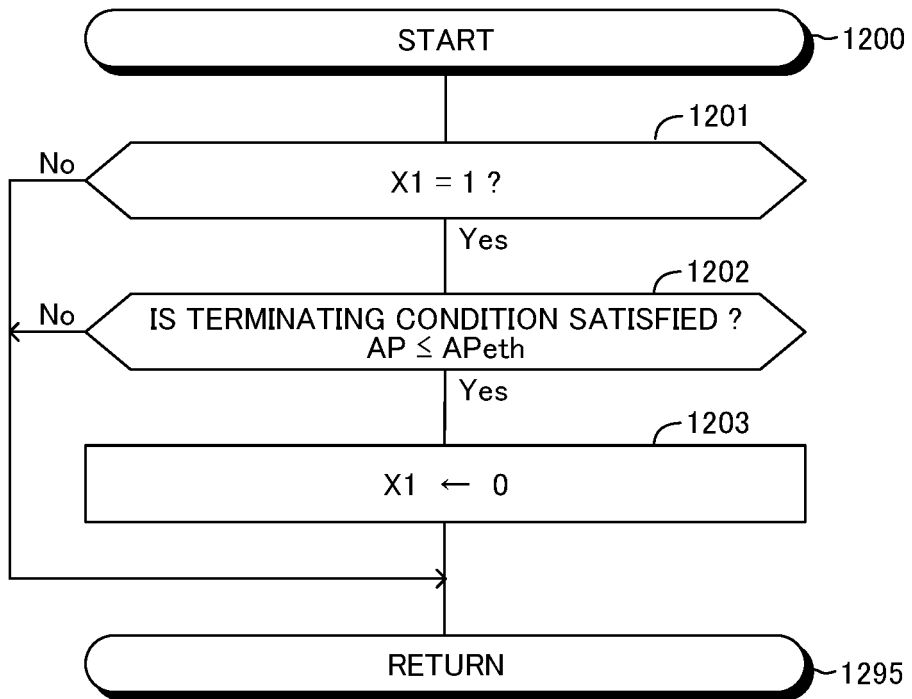 START
1200
1201
No
X1 = 1 ?
Yes
1202
No
IS TERMINATING CONDITION SATISFIED ?
AP ≤ APeth
Yes
1203
X1 ← 0
RETURN
1295